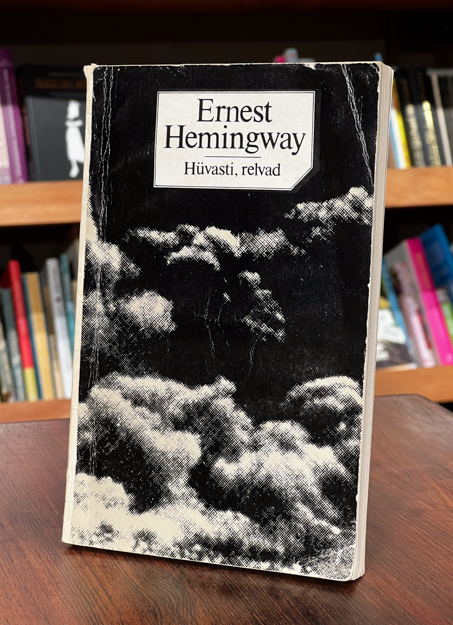 Ernest
Hemingway
Hüvasti, relvad